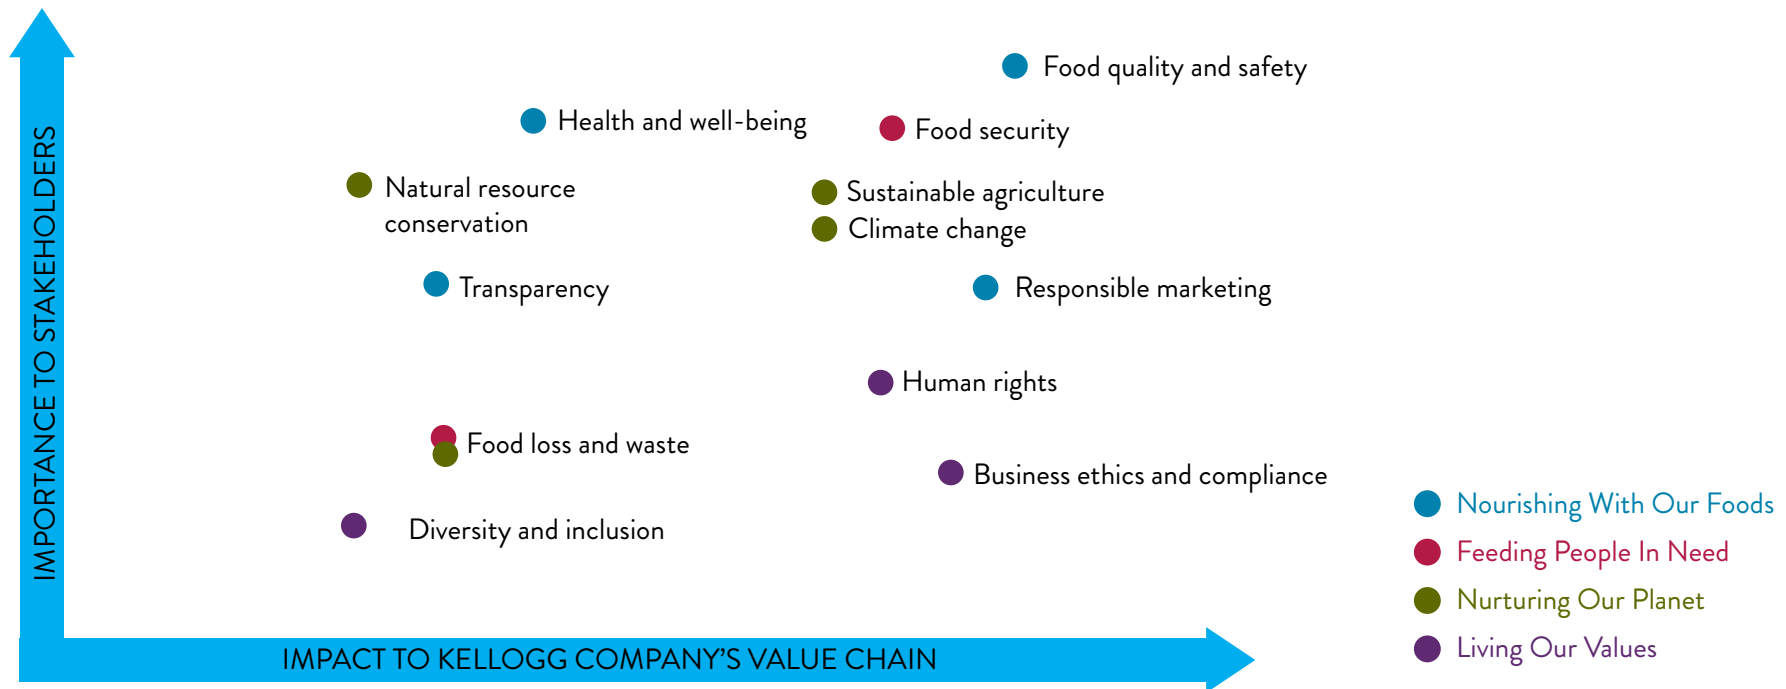 IMPORTANCE TO STAKEHOLDERS
Food quality and safety
Health and well-being
Food security
Natural resource
conservation
Sustainable agriculture
Climate change
Transparency
Responsible marketing
Human rights
Food loss and waste
Business ethics and compliance
Diversity and inclusion
Nourishing With Our Foods
Feeding People In Need
Nurturing Our Planet
Living Our Values
IMPACT TO KELLOGG COMPANY’S VALUE CHAIN